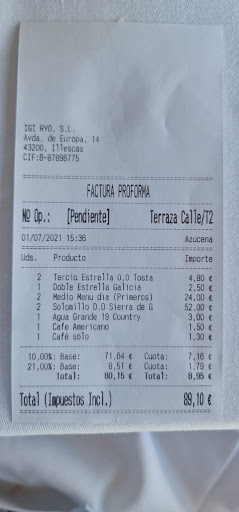 IGI RYO, S.L.
Avda. de Europa, 14
43200, Illescas
CIF:B-87896775
FACTURA PROFORMA
Nº Op.: [Pendiente] Terraza Calle/T2
01/07/2021 15:36 Azucena
Uds. Producto Importe
2 Tercio Estrella 0.0 Tosta 4,80 €
1 Doble Estrella Galicia 2,50 €
2 Medio Menu dia (Primeros) 24,00 €
2 Solomillo D.O Sierra de G 52,00 €
1 Agua Grande 19 Country 3,00 €
1 Cafe Americano 1,50 €
1 Café solo 1,30 €
10,00%: Base: 71,64 € Cuota: 7,16 €
21,00%: Base: 8,51 € Cuota: 1,79 €
Total: 80,15 € Total: 8,95 €
Total (Impuestos Incl.) 89,10 €